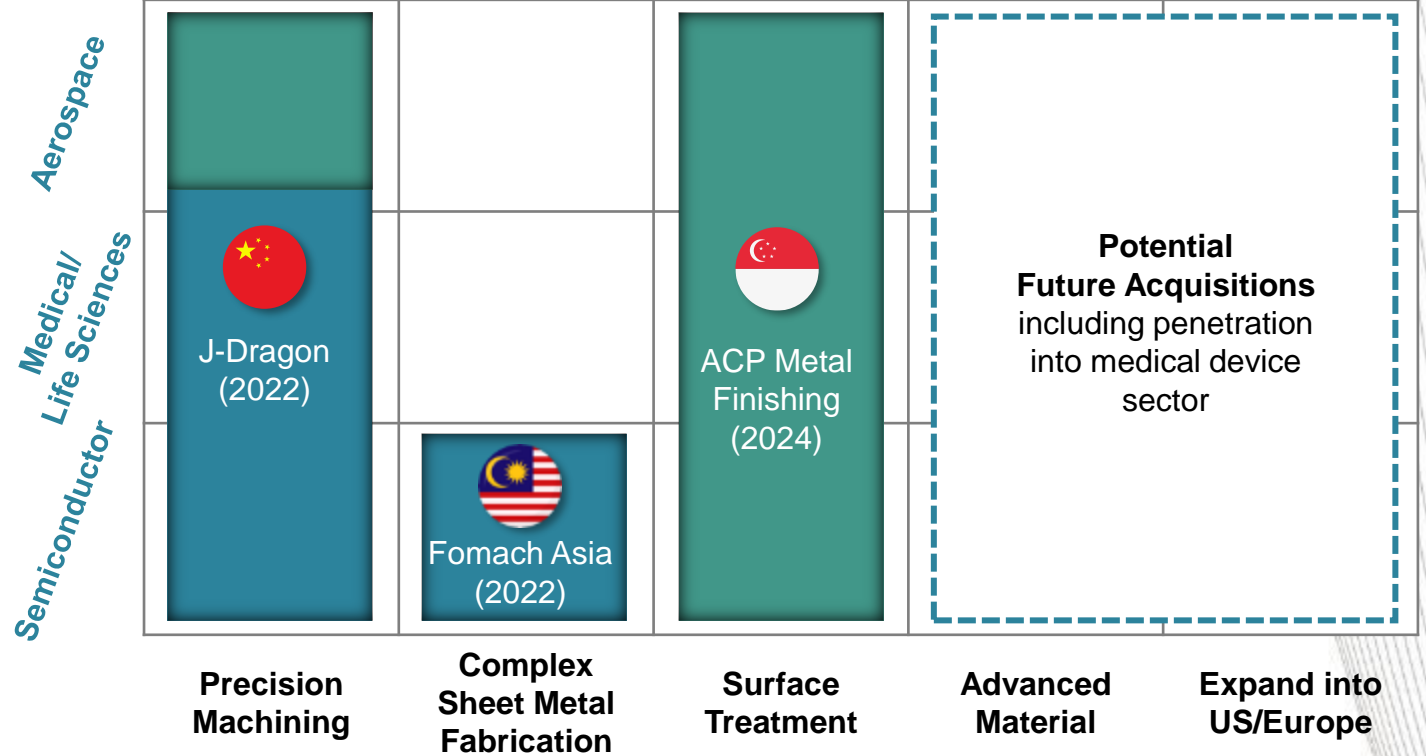 Aerospace
Medical/
Life Sciences
Semiconductor
J-Dragon
(2022)
Fomach Asia
(2022)
ACP Metal
Finishing
(2024)
Potential
Future Acquisitions
including penetration
into medical device
sector
Precision
Machining
Complex
Sheet Metal
Fabrication
Surface
Treatment
Advanced
Material
Expand into
US/Europe